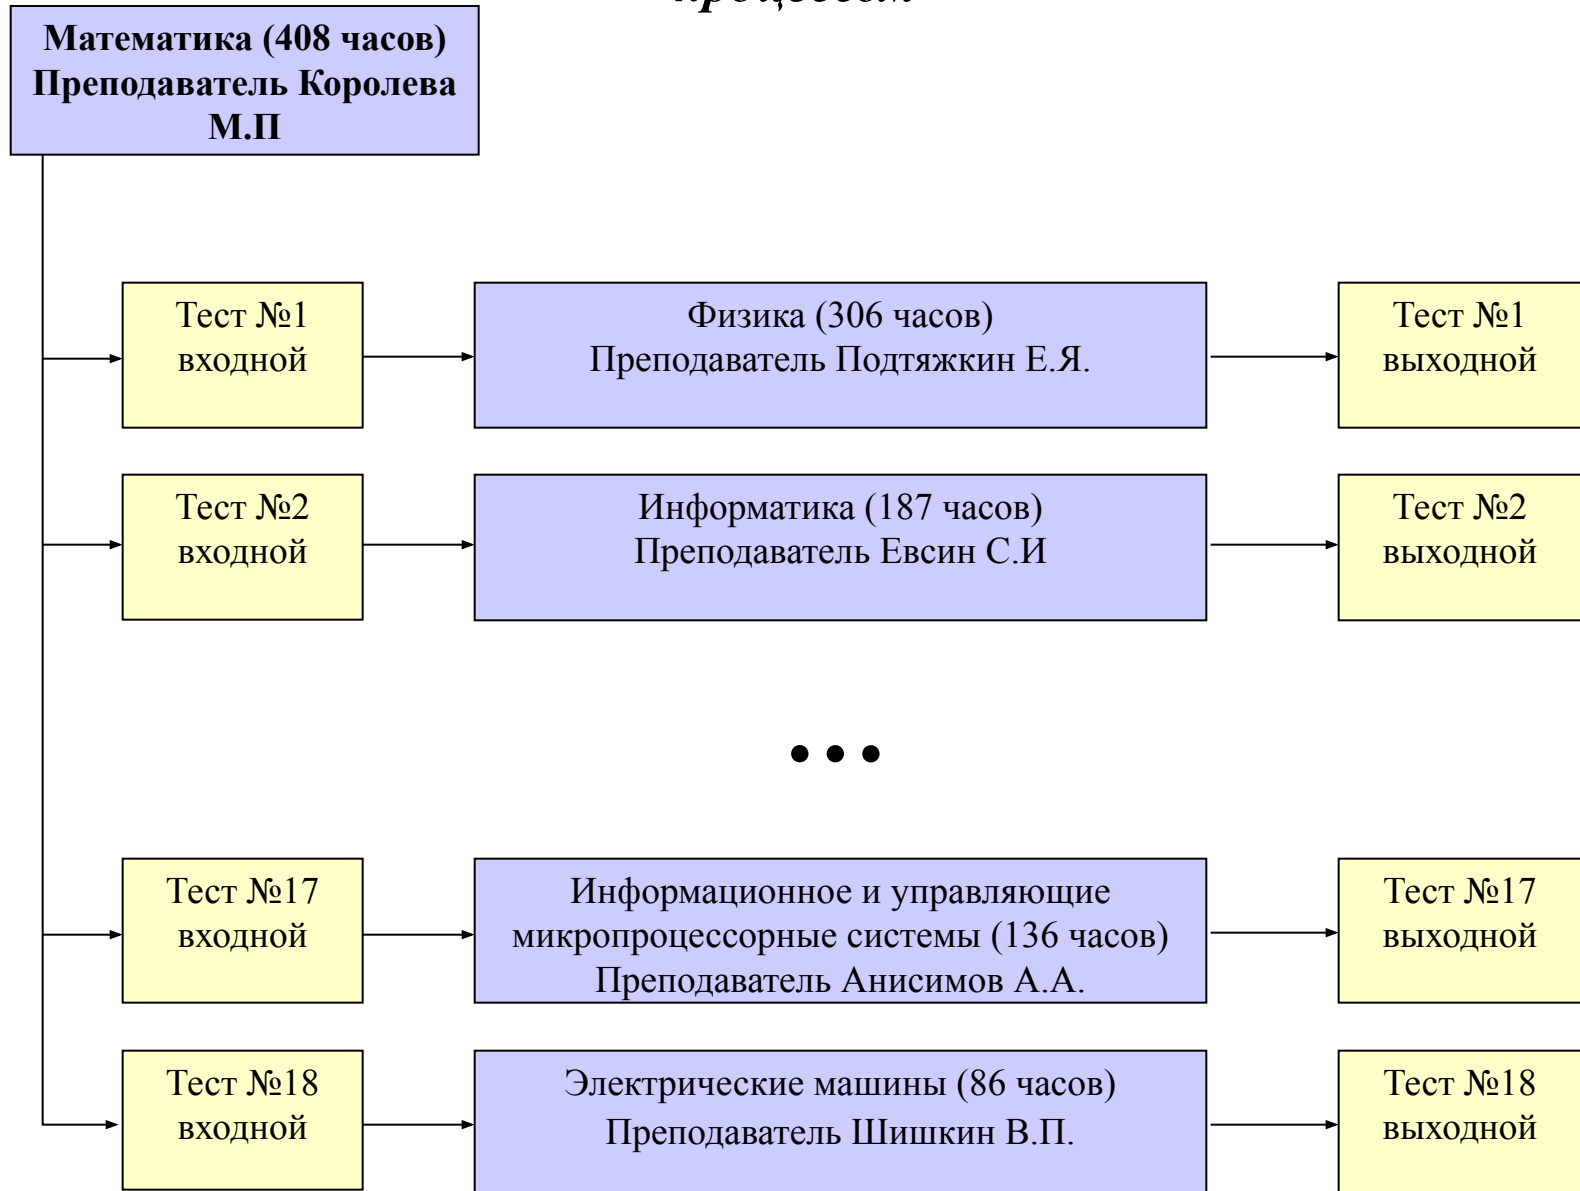 процессом
Математика (408 часов)
Преподаватель Королева
М.П
Тест №1
входной
Физика (306 часов)
Преподаватель Подтяжкин Е.Я.
Тест №1
выходной
Тест №2
входной
Информатика (187 часов)
Преподаватель Евсин С.И
Тест №2
выходной
...
Тест №17
входной
Информационное и управляющие
микропроцессорные системы (136 часов)
Преподаватель Анисимов А.А.
Тест №17
выходной
Тест №18
входной
Электрические машины (86 часов)
Преподаватель Шишкин В.П.
Тест №18
выходной